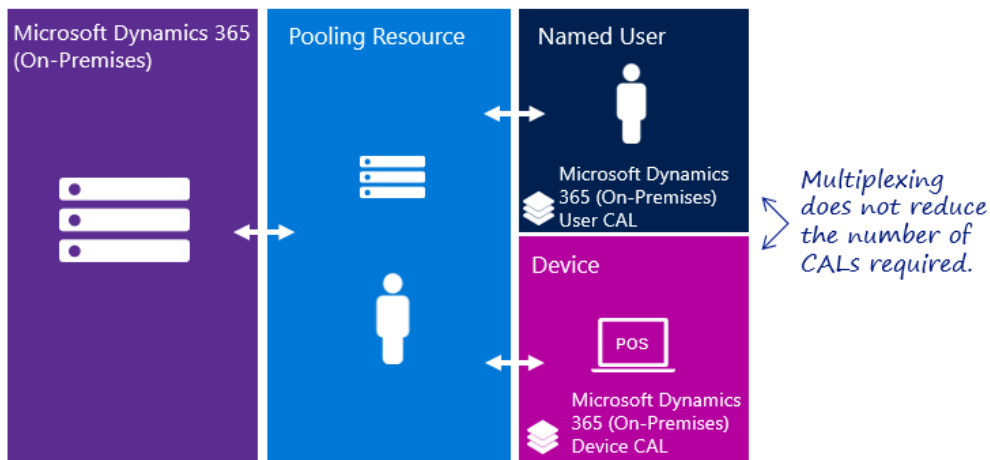 Microsoft Dynamics 365
(On-Premises)
Pooling Resource
Named User
Microsoft Dynamics
365 (On-Premises)
User CAL
Device
POS
Microsoft Dynamics
365 (On-Premises)
Device CAL
Multiplexing
does not reduce
the number of
CALs required.